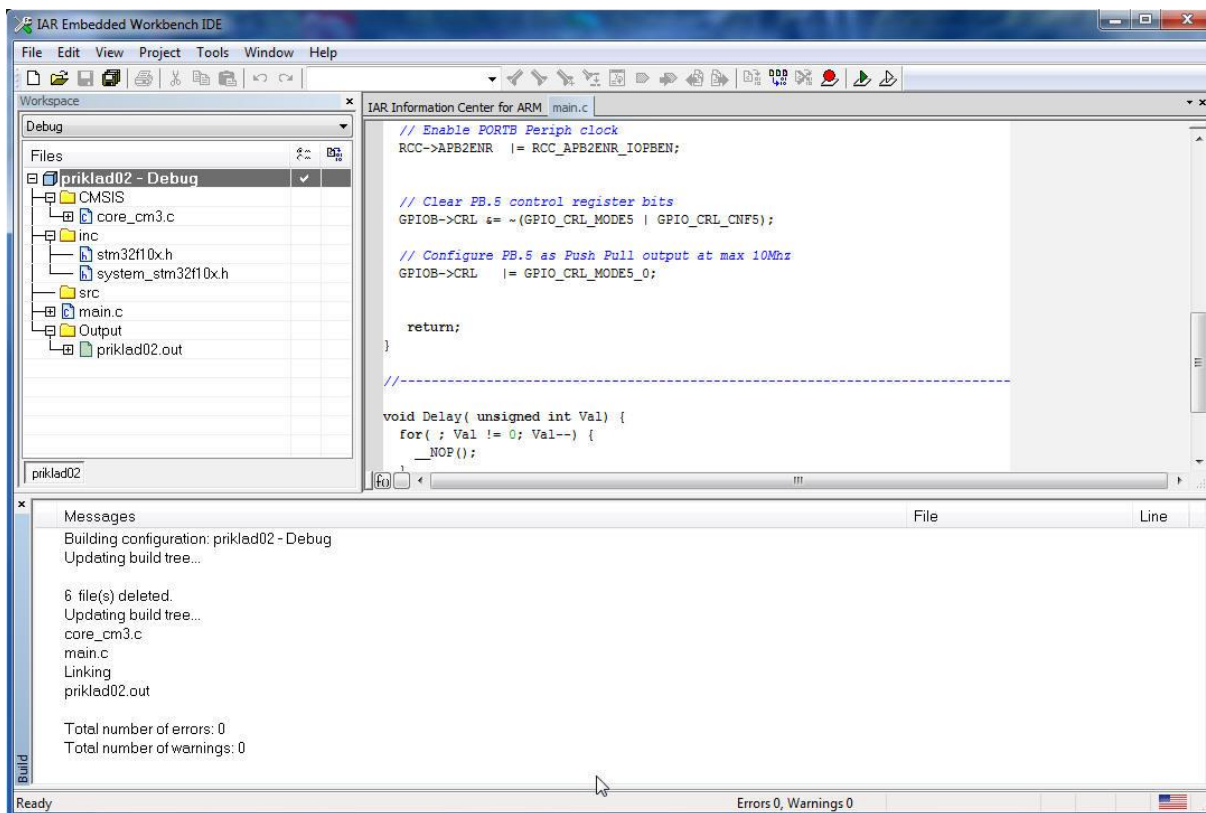 IAR Embedded Workbench IDE
File Edit View Project Tools Window Help
Workspace
Debug
Files
priklad02 - Debug
CMSIS
core_cm3.c
inc
stm32f10x.h
system_stm32f10x.h
src
main.c
Output
priklad02.out
priklad02
IAR Information Center for ARM main.c
// Enable PORTB Periph clock
RCC->APB2ENR |= RCC_APB2ENR_IOPBEN;
// Clear PB.5 control register bits
GPIOB->CRL &= ~(GPIO_CRL_MODE5 | GPIO_CRL_CNF5);
// Configure PB.5 as Push Pull output at max 10Mhz
GPIOB->CRL |= GPIO_CRL_MODE5_0;
return;
}
//------------------------------------------------------------------------------
void Delay( unsigned int Val) {
for( ; Val != 0; Val--) {
__NOP();
}
f()
Messages File Line
Building configuration: priklad02 - Debug
Updating build tree...
6 file(s) deleted.
Updating build tree...
core_cm3.c
main.c
Linking
priklad02.out
Total number of errors: 0
Total number of warnings: 0
Build
Ready Errors 0, Warnings 0